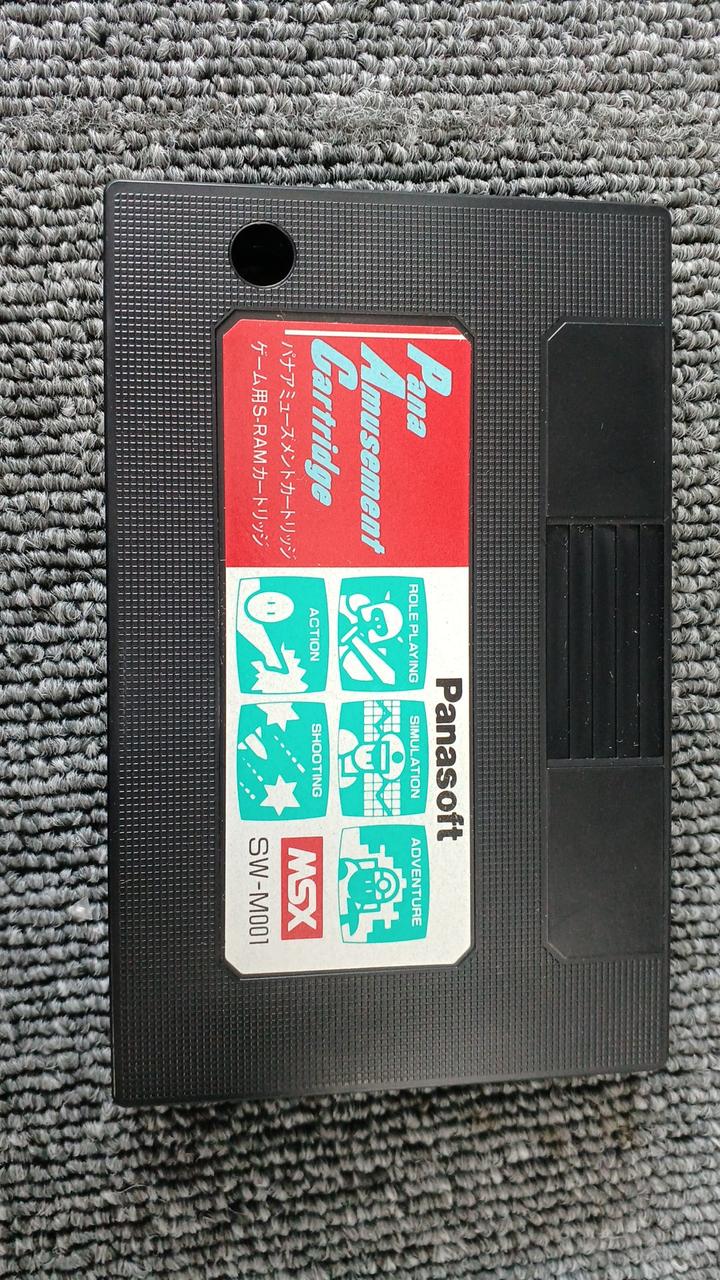 Pana
Amusement
Cartridge
パナアミューズメントカートリッジ
ゲーム用S-RAMカートリッジ
Panasoft
ROLE PLAYING
SIMULATION
ADVENTURE
ACTION
SHOOTING
MSX
SW-M001